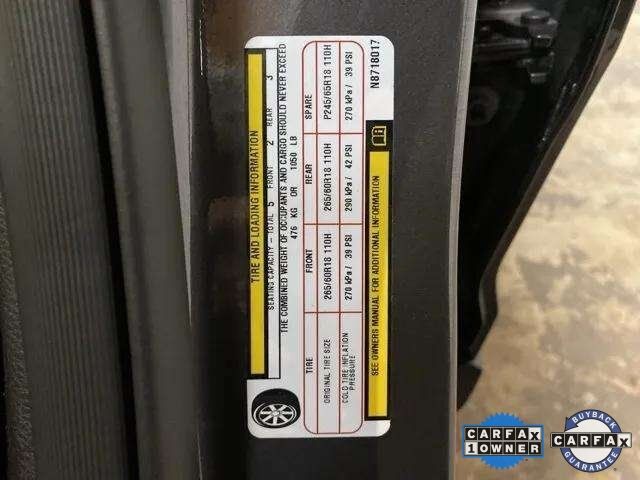 TIRE AND LOADING INFORMATION
SEATING CAPACITY - TOTAL 5 FRONT 2 REAR 3
THE COMBINED WEIGHT OF OCCUPANTS AND CARGO SHOULD NEVER EXCEED
476 KG OR 1050 LB
TIRE FRONT REAR SPARE
ORIGINAL TIRE SIZE 265/60R18 110H 265/60R18 110H P245/65R18 110H
COLD TIRE INFLATION PRESSURE 270 kPa / 39 PSI 290 kPa / 42 PSI 270 kPa / 39 PSI
SEE OWNERS MANUAL FOR ADDITIONAL INFORMATION
N8718017
CARFAX
1 OWNER
BUYBACK
CARFAX
GUARANTEE